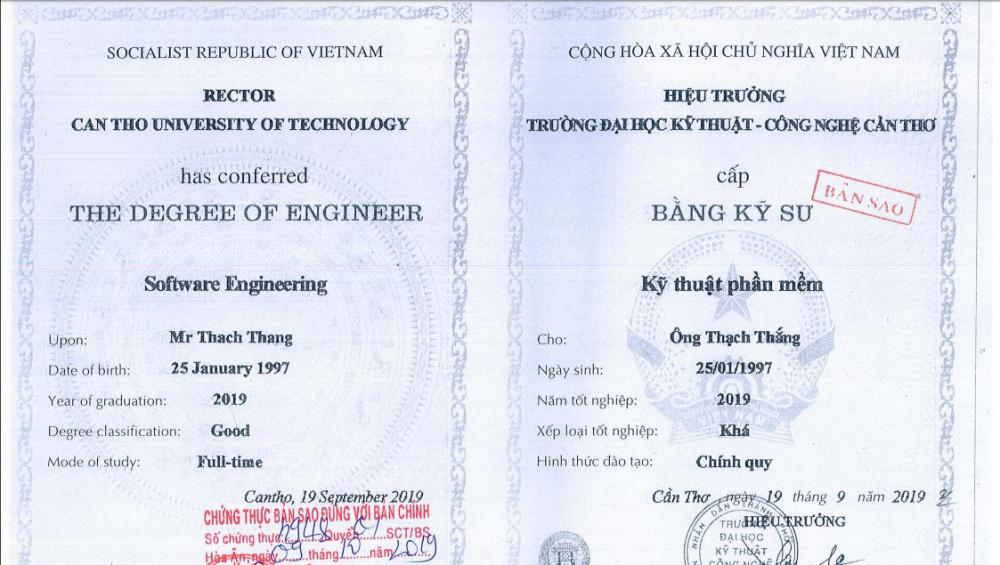 SOCIALIST REPUBLIC OF VIETNAM
RECTOR
CAN THO UNIVERSITY OF TECHNOLOGY
has conferred
THE DEGREE OF ENGINEER
Software Engineering
Upon: Mr Thach Thang
Date of birth: 25 January 1997
Year of graduation: 2019
Degree classification: Good
Mode of study: Full-time
Cantho, 19 September 2019
CHỨNG THỰC BẢN SAO ĐÚNG VỚI BẢN CHÍNH
Số chứng thực Quyển SCT/BS
Hòa An, ngày 09 tháng 10 năm 2019
CỘNG HÒA XÃ HỘI CHỦ NGHĨA VIỆT NAM
HIỆU TRƯỞNG
TRƯỜNG ĐẠI HỌC KỸ THUẬT - CÔNG NGHỆ CẦN THƠ
cấp
BẢN SAO
BẰNG KỸ SƯ
Kỹ thuật phần mềm
Cho: Ông Thạch Thắng
Ngày sinh: 25/01/1997
Năm tốt nghiệp: 2019
Xếp loại tốt nghiệp: Khá
Hình thức đào tạo: Chính quy
Cần Thơ, ngày 19 tháng 9 năm 2019
HIỆU TRƯỞNG
TRƯỜNG
ĐẠI HỌC
KỸ THUẬT
CÔNG NGHỆ